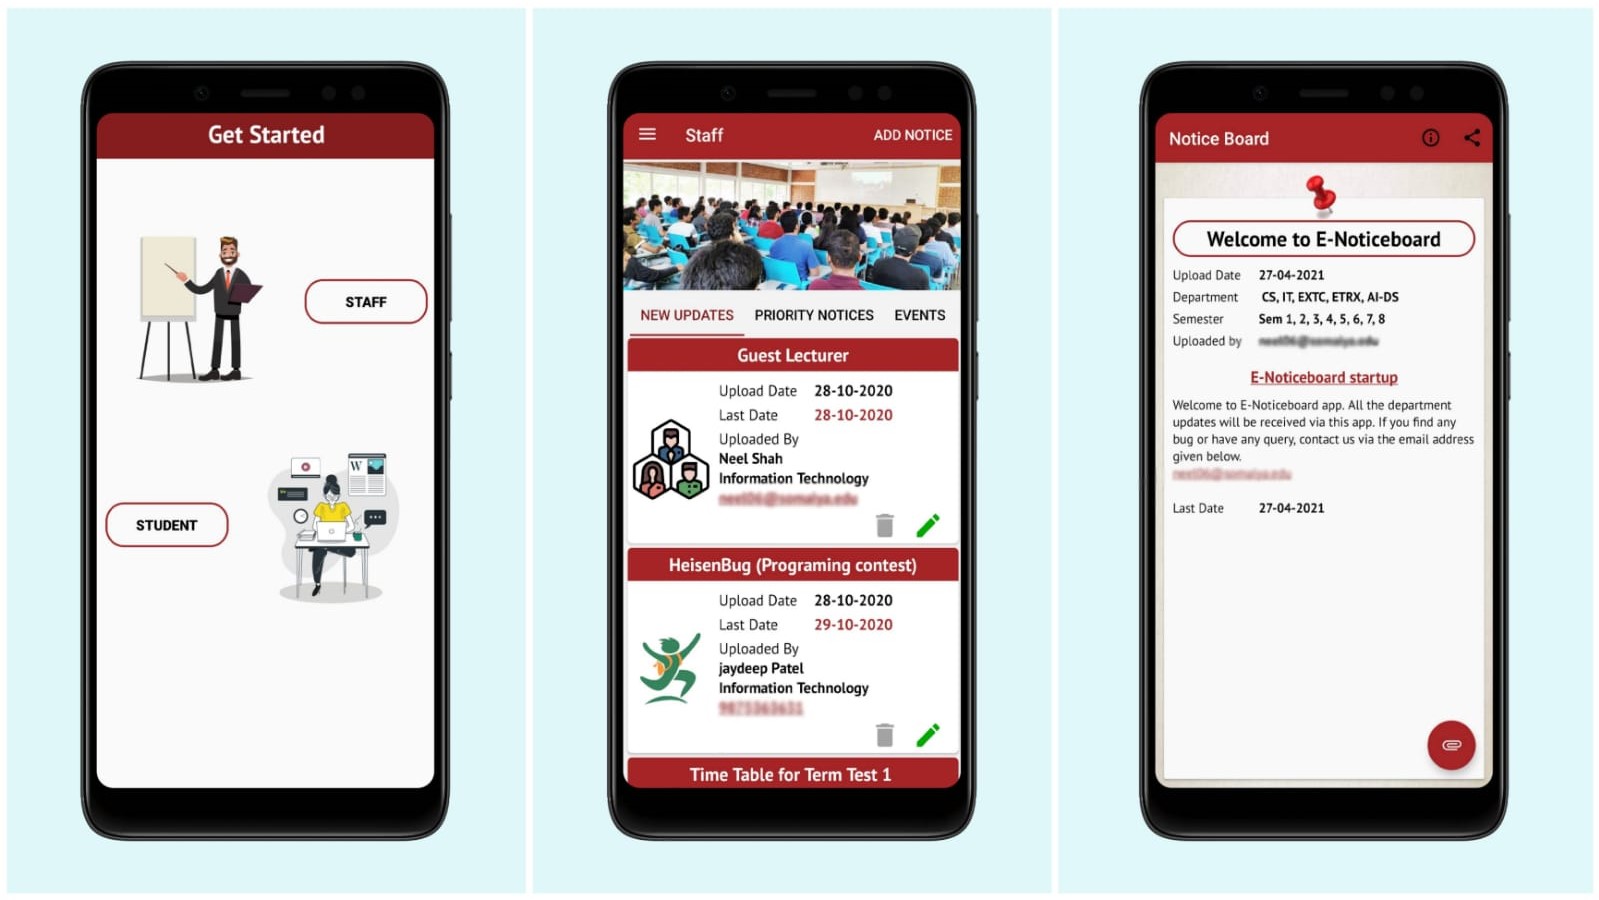 Get Started
STAFF
W
STUDENT
Staff
ADD NOTICE
NEW UPDATES
PRIORITY NOTICES
EVENTS
Guest Lecturer
Upload Date 28-10-2020
Last Date 28-10-2020
Uploaded By
Neel Shah
Information Technology
HeisenBug (Programing contest)
Upload Date 28-10-2020
Last Date 29-10-2020
Uploaded By
jaydeep Patel
Information Technology
Time Table for Term Test 1
Notice Board
Welcome to E-Noticeboard
Upload Date 27-04-2021
Department CS, IT, EXTC, ETRX, AI-DS
Semester Sem 1, 2, 3, 4, 5, 6, 7, 8
Uploaded by
E-Noticeboard startup
Welcome to E-Noticeboard app. All the department
updates will be received via this app. If you find any
bug or have any query, contact us via the email address
given below.
Last Date 27-04-2021